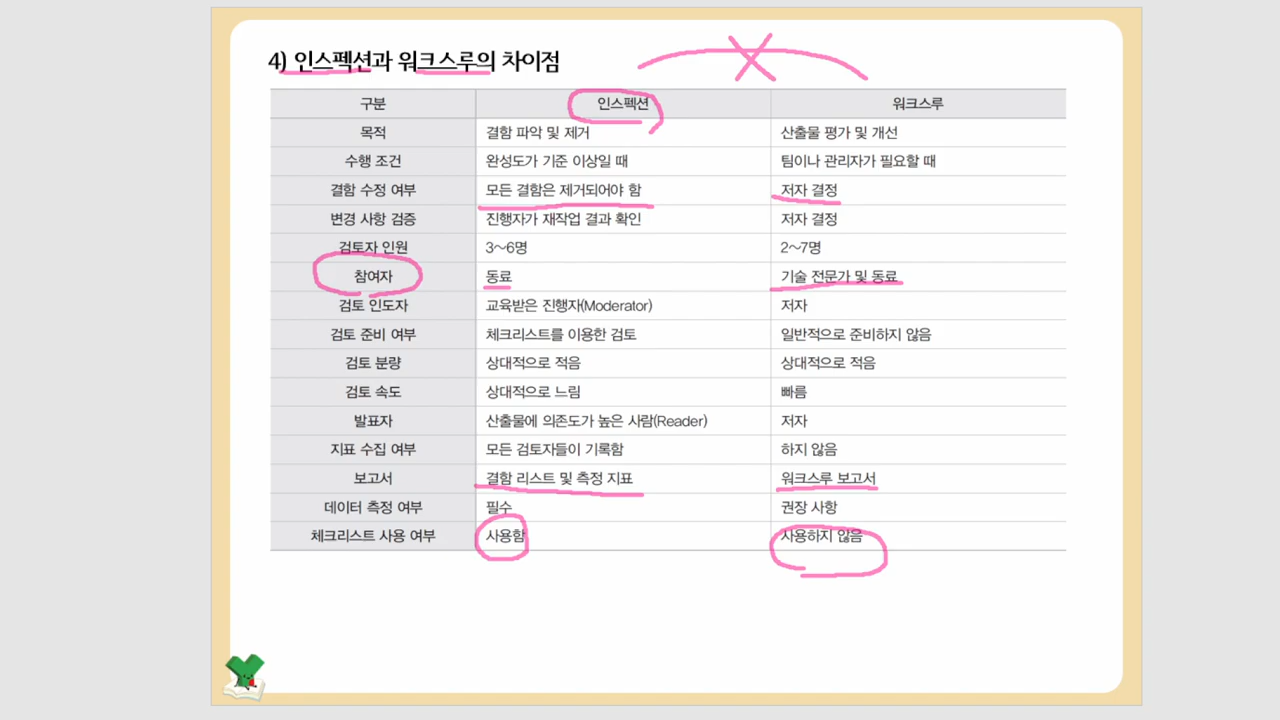 4) 인스펙션과 워크스루의 차이점
구분 인스펙션 워크스루
목적 결함 파악 및 제거 산출물 평가 및 개선
수행 조건 완성도가 기준 이상일 때 팀이나 관리자가 필요할 때
결함 수정 여부 모든 결함은 제거되어야 함 저자 결정
변경 사항 검증 진행자가 재작업 결과 확인 저자 결정
검토자 인원 3~6명 2~7명
참여자 동료 기술 전문가 및 동료
검토 인도자 교육받은 진행자(Moderator) 저자
검토 준비 여부 체크리스트를 이용한 검토 일반적으로 준비하지 않음
검토 분량 상대적으로 적음 상대적으로 적음
검토 속도 상대적으로 느림 빠름
발표자 산출물에 의존도가 높은 사람(Reader) 저자
지표 수집 여부 모든 검토자들이 기록함 하지 않음
보고서 결함 리스트 및 측정 지표 워크스루 보고서
데이터 측정 여부 필수 권장 사항
체크리스트 사용 여부 사용함 사용하지 않음